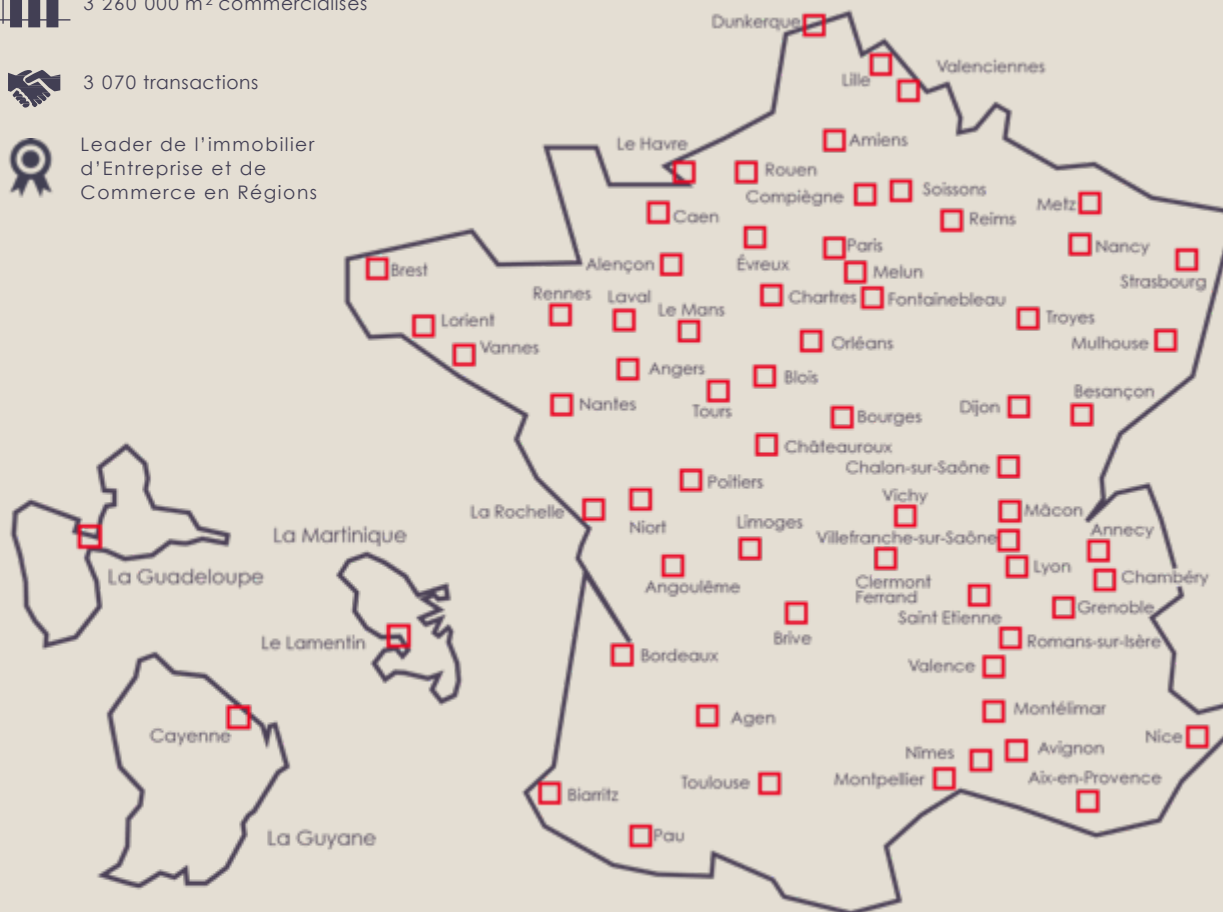 3 260 000 m² commercialisés
3 070 transactions
Leader de l'immobilier
d'Entreprise et de
Commerce en Régions
Dunkerque
Lille
Valenciennes
Amiens
Le Havre
Rouen
Compiègne
Soissons
Caen
Reims
Metz
Alençon
Évreux
Paris
Nancy
Brest
Melun
Strasbourg
Rennes
Laval
Le Mans
Chartres
Fontainebleau
Lorient
Troyes
Vannes
Orléans
Mulhouse
Angers
Blois
Nantes
Tours
Bourges
Dijon
Besançon
Châteauroux
Chalon-sur-Saône
Poitiers
La Rochelle
Niort
Vichy
Mâcon
Limoges
Villefranche-sur-Saône
Annecy
Lyon
Chambéry
Angoulême
Clermont
Ferrand
Saint Etienne
Grenoble
Brive
Romans-sur-Isère
Bordeaux
Valence
Agen
Montélimar
Nice
Nîmes
Avignon
Toulouse
Montpellier
Aix-en-Provence
Biarritz
Pau
La Guadeloupe
La Martinique
Le Lamentin
Cayenne
La Guyane